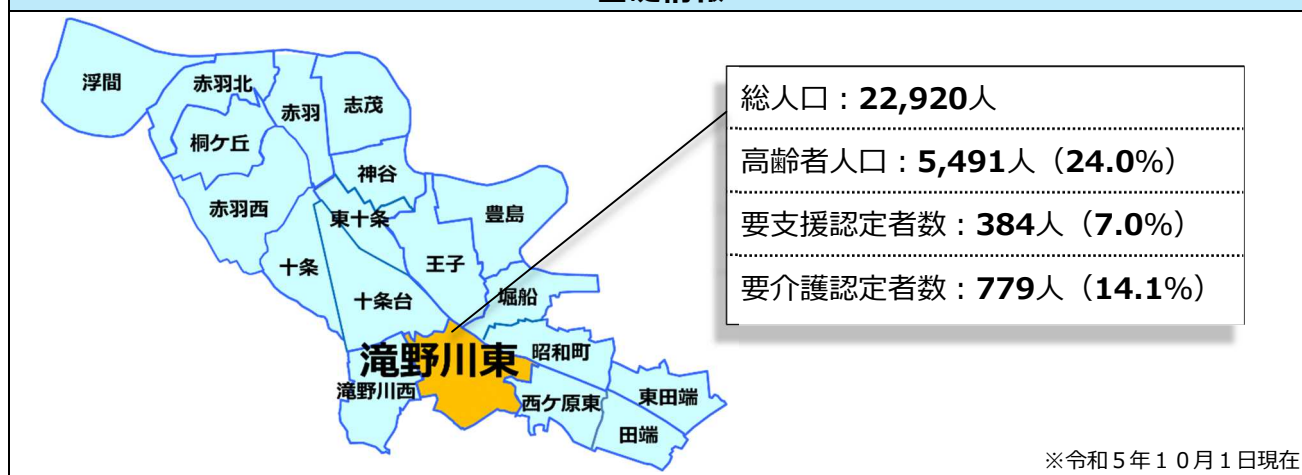 浮間
赤羽北
赤羽
志茂
桐ケ丘
神谷
赤羽西
東十条
豊島
十条
王子
十条台
堀船
滝野川東
昭和町
滝野川西
西ケ原東
東田端
田端
総人口：22,920人
高齢者人口：5,491人（24.0%）
要支援認定者数：384人（7.0%）
要介護認定者数：779人（14.1%）
※令和５年１０月１日現在